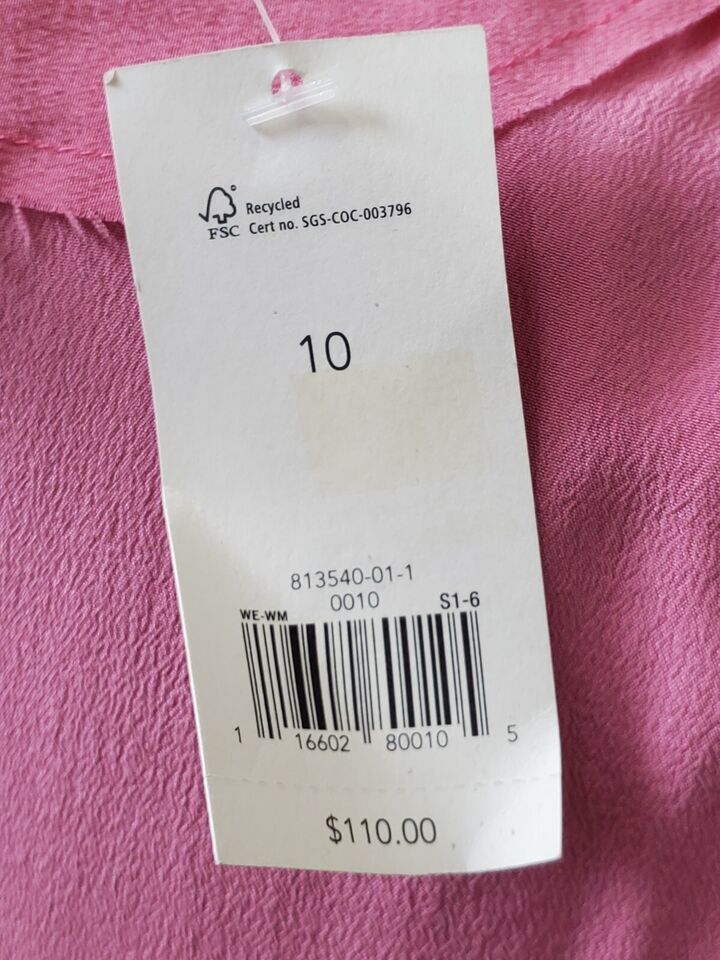 Recycled
FSC Cert no. SGS-COC-003796
10
813540-01-1
0010
WE-WM S1-6
1 16602 80010 5
$110.00